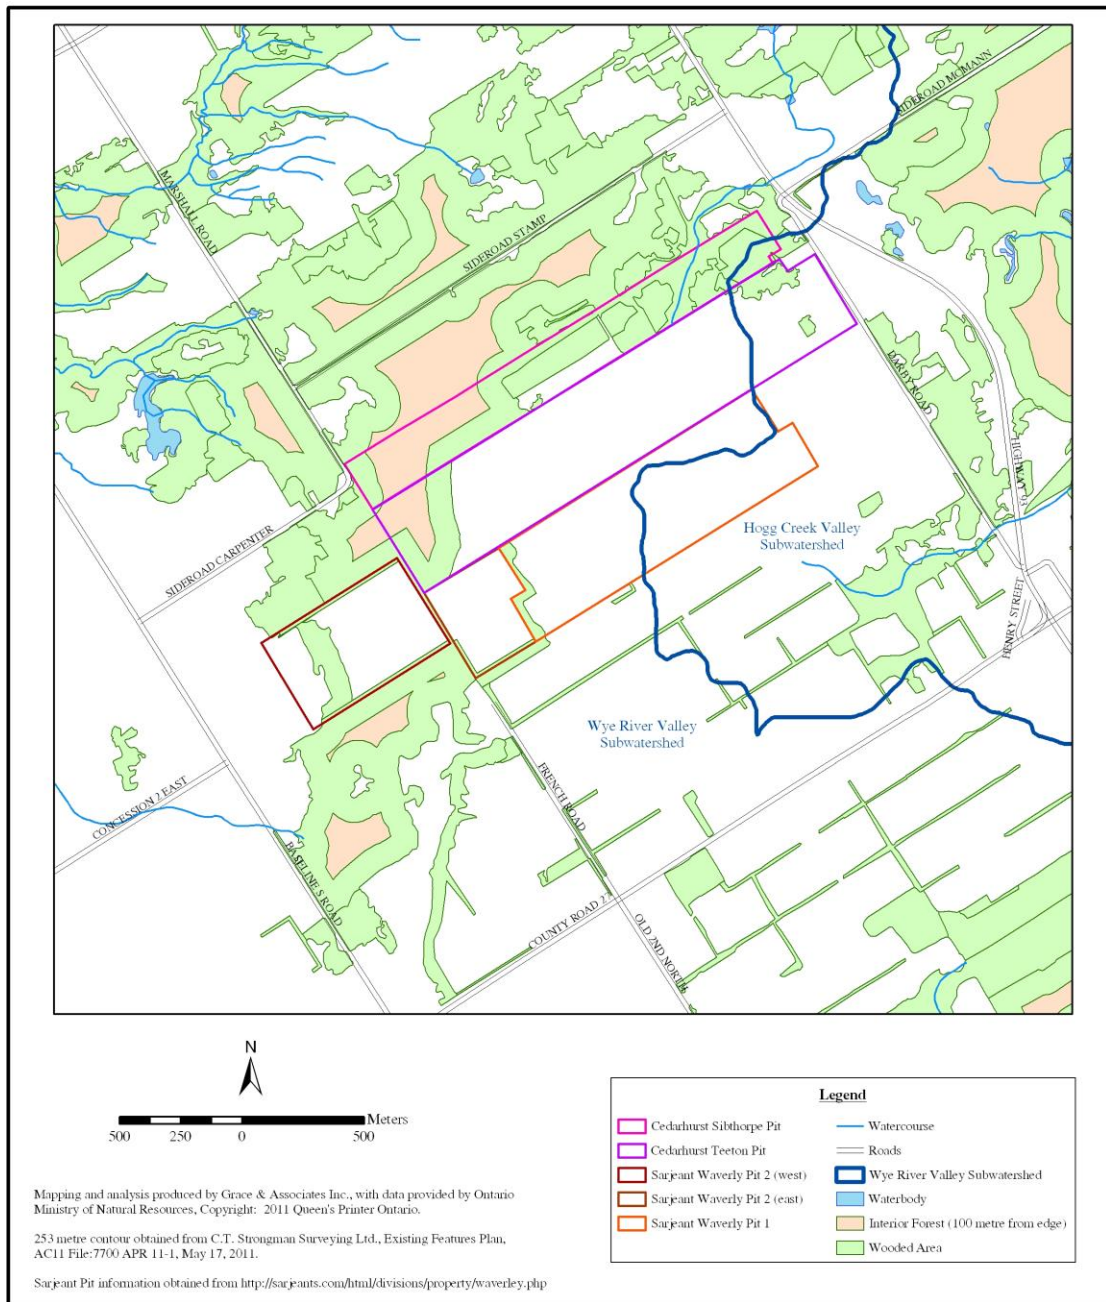 SIDEROAD MCMANN
MARSHALL ROAD
SIDEROAD STAMP
DARBY ROAD
HIGHWAY 93
SIDEROAD CARPENTER
Hogg Creek Valley
Subwatershed
HENRY STREET
Wye River Valley
Subwatershed
CONCESSION 2 EAST
FRENCH ROAD
BASELINE S ROAD
COUNTY ROAD 27
OLD 2ND NORTH
N
Meters
500 250 0 500
Legend
Cedarhurst Sibthorpe Pit
Cedarhurst Teeton Pit
Sarjeant Waverly Pit 2 (west)
Sarjeant Waverly Pit 2 (east)
Sarjeant Waverly Pit 1
Watercourse
Roads
Wye River Valley Subwatershed
Waterbody
Interior Forest (100 metre from edge)
Wooded Area
Mapping and analysis produced by Grace & Associates Inc., with data provided by Ontario
Ministry of Natural Resources, Copyright: 2011 Queen's Printer Ontario.
253 metre contour obtained from C.T. Strongman Surveying Ltd., Existing Features Plan,
AC11 File:7700 APR 11-1, May 17, 2011.
Sarjeant Pit information obtained from http://sarjeants.com/html/divisions/property/waverley.php